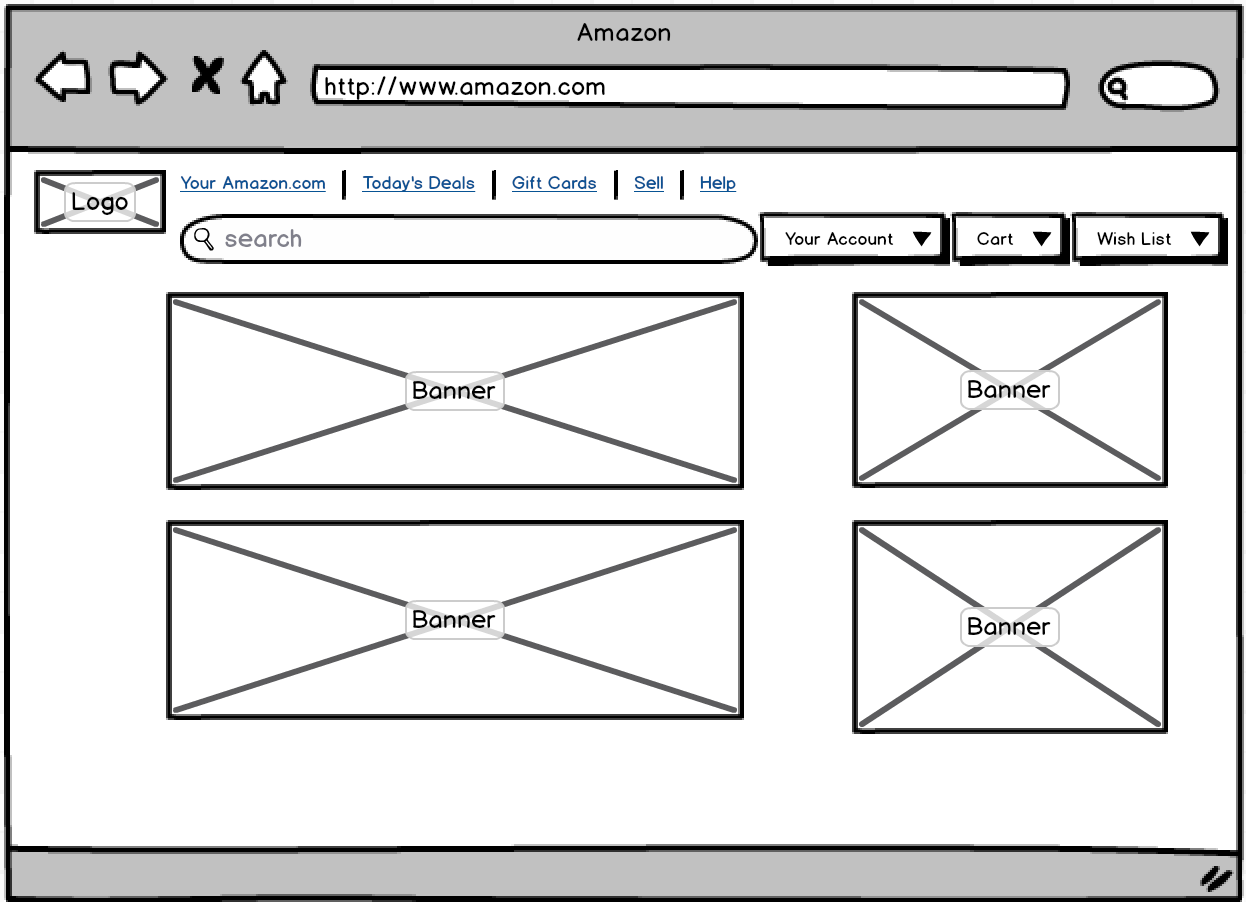 Amazon
http://www.amazon.com
Logo
Your Amazon.com Today's Deals Gift Cards Sell Help
search
Your Account Cart Wish List
Banner Banner
Banner Banner